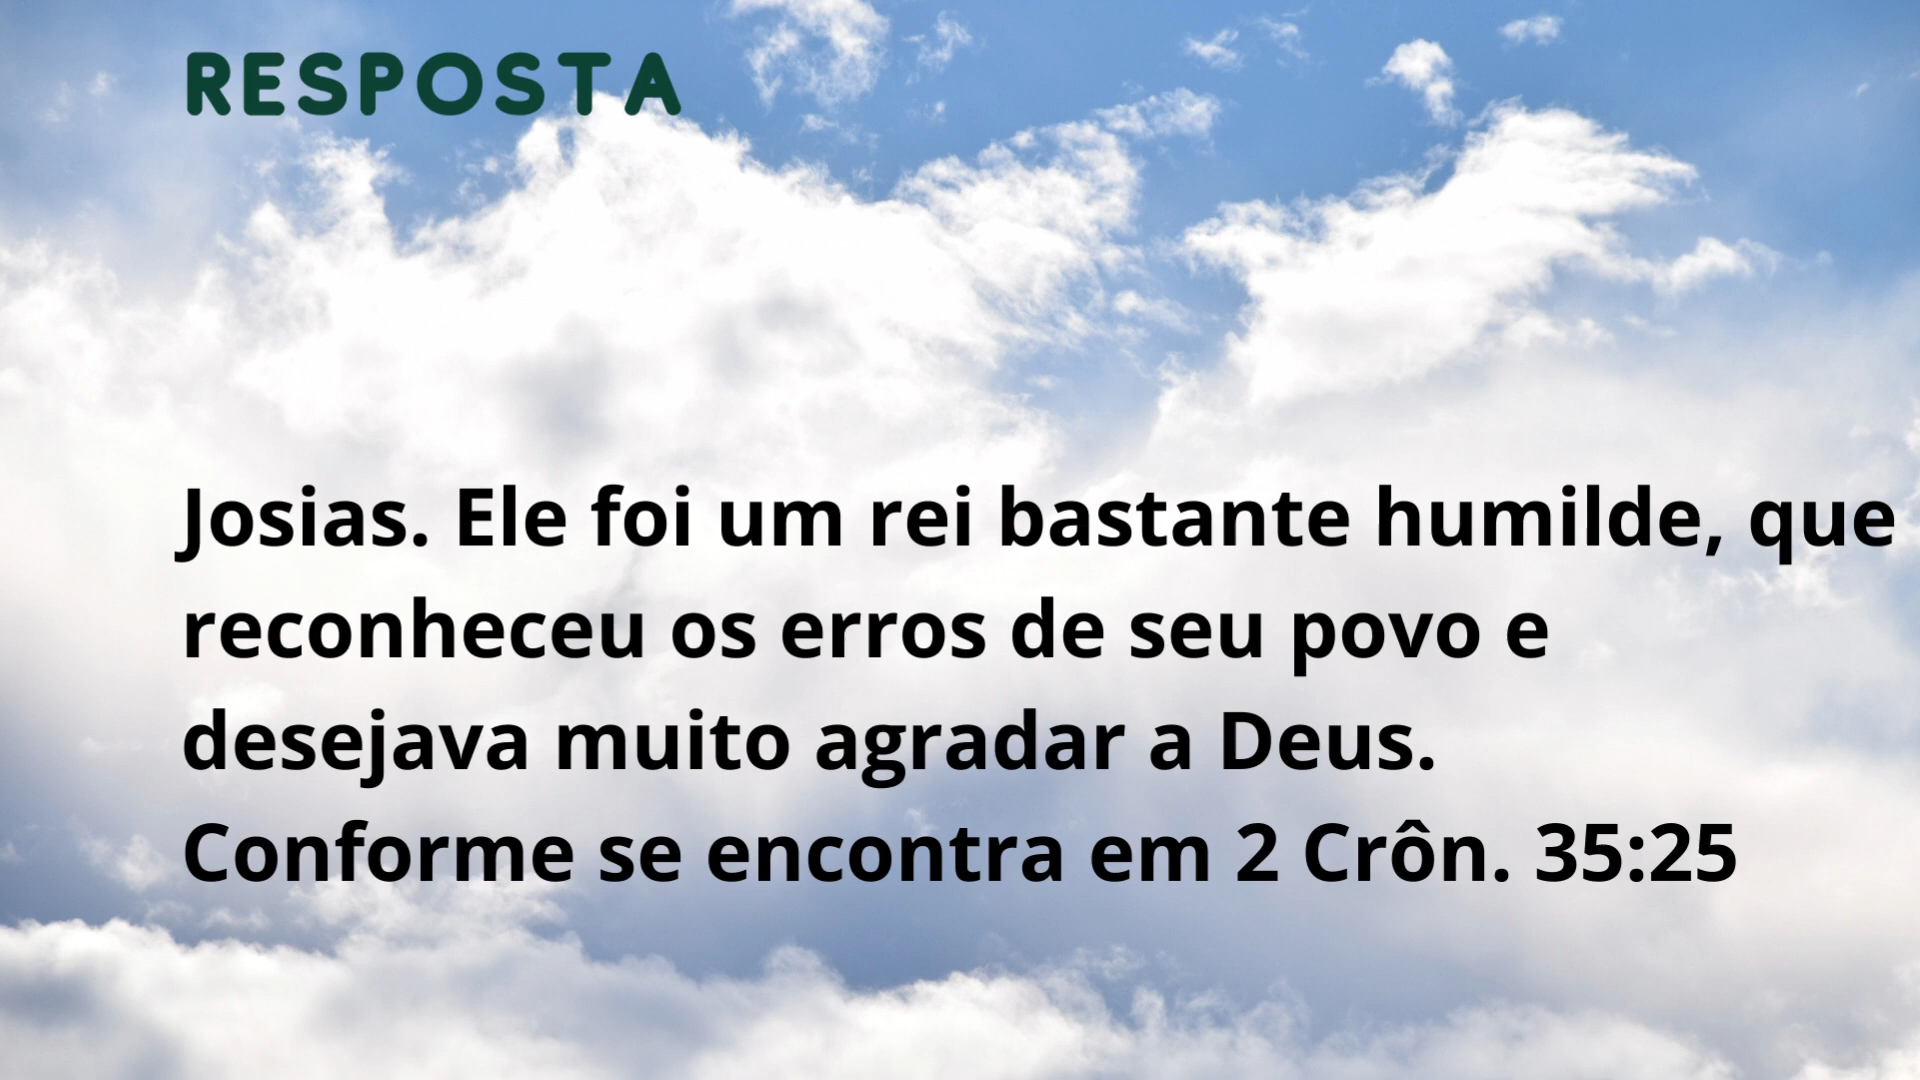 RESPOSTA
Josias. Ele foi um rei bastante humilde, que
reconheceu os erros de seu povo e
desejava muito agradar a Deus.
Conforme se encontra em 2 Crôn. 35:25